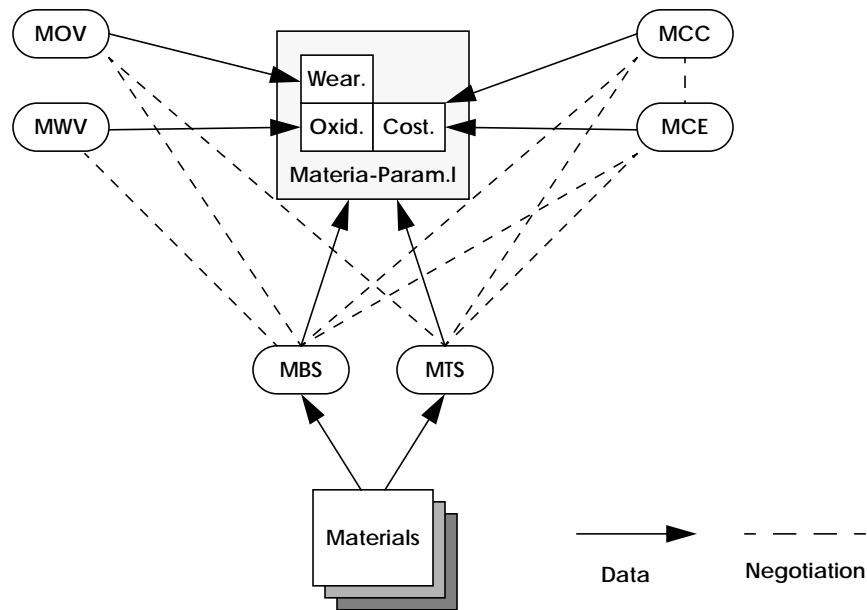 MOV
MCC
Wear.
MWV
Oxid.
Cost.
MCE
Materia-Param.l
MBS
MTS
Materials
Data
Negotiation